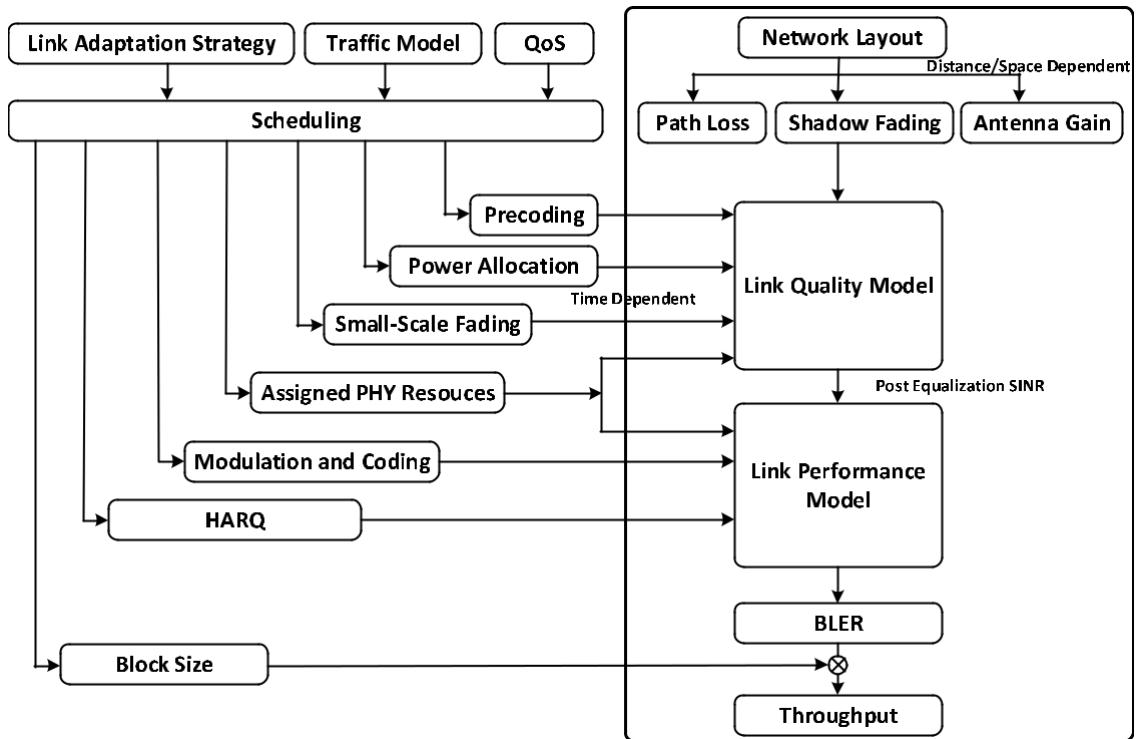 Link Adaptation Strategy
Traffic Model
QoS
Network Layout
Distance/Space Dependent
Scheduling
Path Loss
Shadow Fading
Antenna Gain
Precoding
Power Allocation
Link Quality Model
Time Dependent
Small-Scale Fading
Assigned PHY Resouces
Post Equalization SINR
Modulation and Coding
Link Performance
Model
HARQ
BLER
Block Size
Throughput